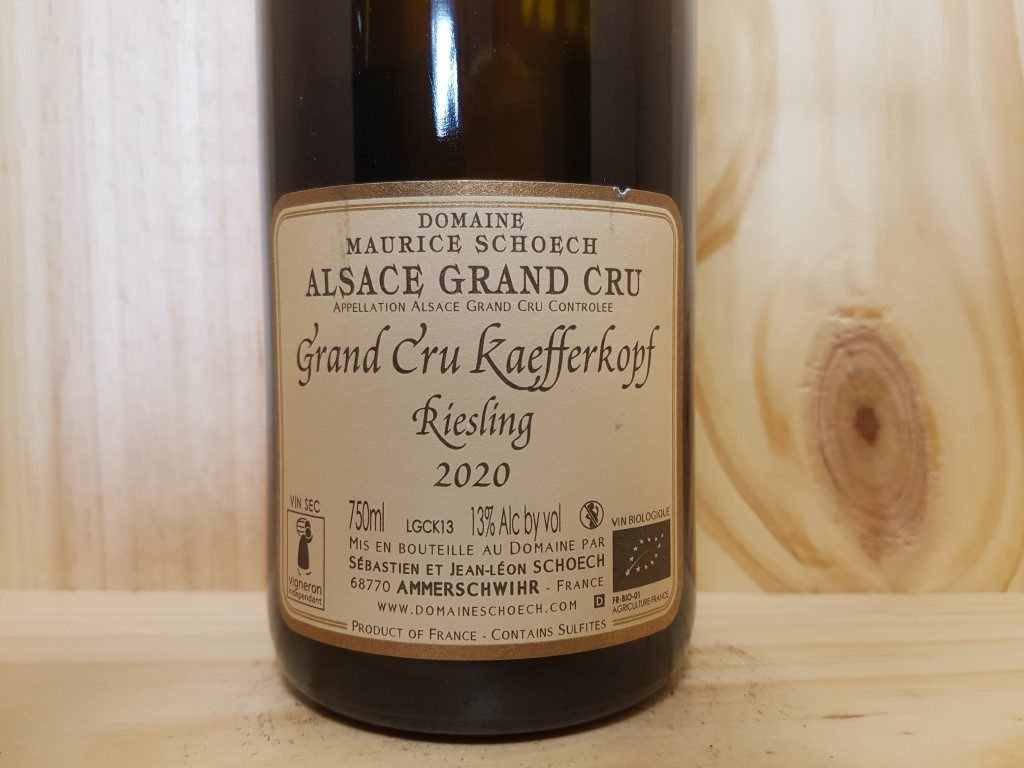 DOMAINE
MAURICE SCHOECH
ALSACE GRAND CRU
APPELLATION ALSACE GRAND CRU CONTROLEE
Grand Cru Kaefferkopf
Riesling
2020
VIN SEC
vigneron
indépendant
750ml LGCK13 13% Alc by vol
MIS EN BOUTEILLE AU DOMAINE PAR
SÉBASTIEN ET JEAN-LÉON SCHOECH
68770 AMMERSCHWIHR - FRANCE
WWW.DOMAINESCHOECH.COM D
VIN BIOLOGIQUE
FR-BIO-01
AGRICULTURE-FRANCE
PRODUCT OF FRANCE - CONTAINS SULFITES